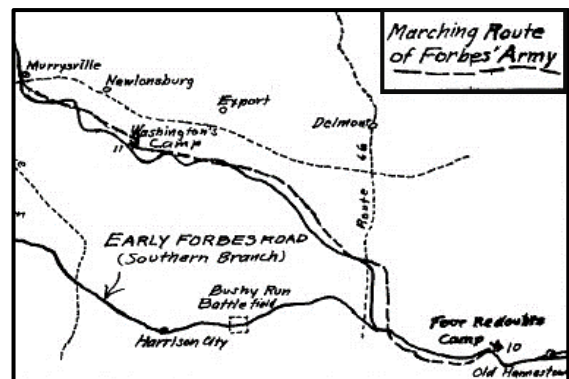 Marching Route
of Forbes' Army
Murrysville
Newlonsburg
Export
Washington's
Camp
11
Delmont
Route 66
EARLY FORBES ROAD
(Southern Branch)
Bushy Run
Battlefield
Harrison City
Four Redoubts
Camp
10
Old Hannastown